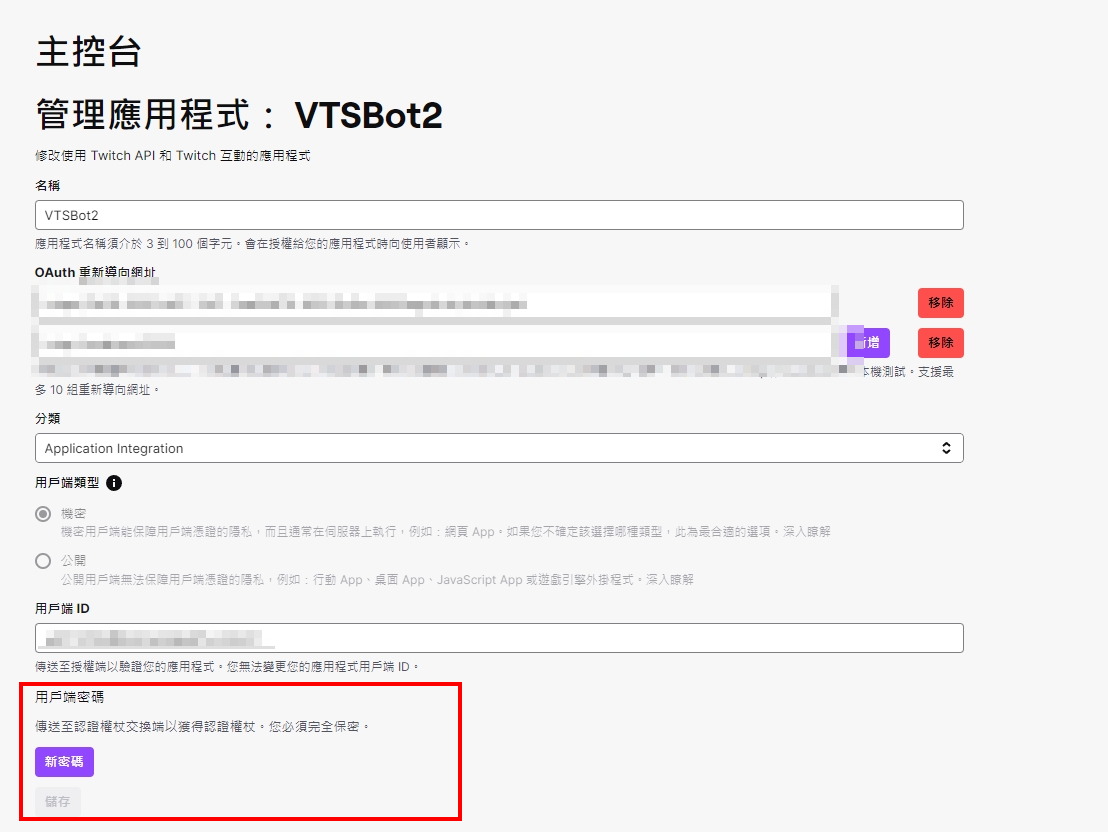 主控台
管理應用程式： VTSBot2
修改使用 Twitch API 和 Twitch 互動的應用程式
名稱
VTSBot2
應用程式名稱須介於 3 到 100 個字元。會在授權給您的應用程式時向使用者顯示。
OAuth 重新導向網址
移除
增 移除
本機測試。支援最
多 10 組重新導向網址。
分類
Application Integration
用戶端類型
機密
機密用戶端能保障用戶端憑證的隱私，而且通常在伺服器上執行，例如：網頁 App。如果您不確定該選擇哪種類型，此為最合適的選項。深入瞭解
公開
公開用戶端無法保障用戶端憑證的隱私，例如：行動 App、桌面 App、JavaScript App 或遊戲引擎外掛程式。深入瞭解
用戶端 ID
傳送至授權端以驗證您的應用程式。您無法變更您的應用程式用戶端 ID。
用戶端密碼
傳送至認證權杖交換端以獲得認證權杖。您必須完全保密。
新密碼
儲存